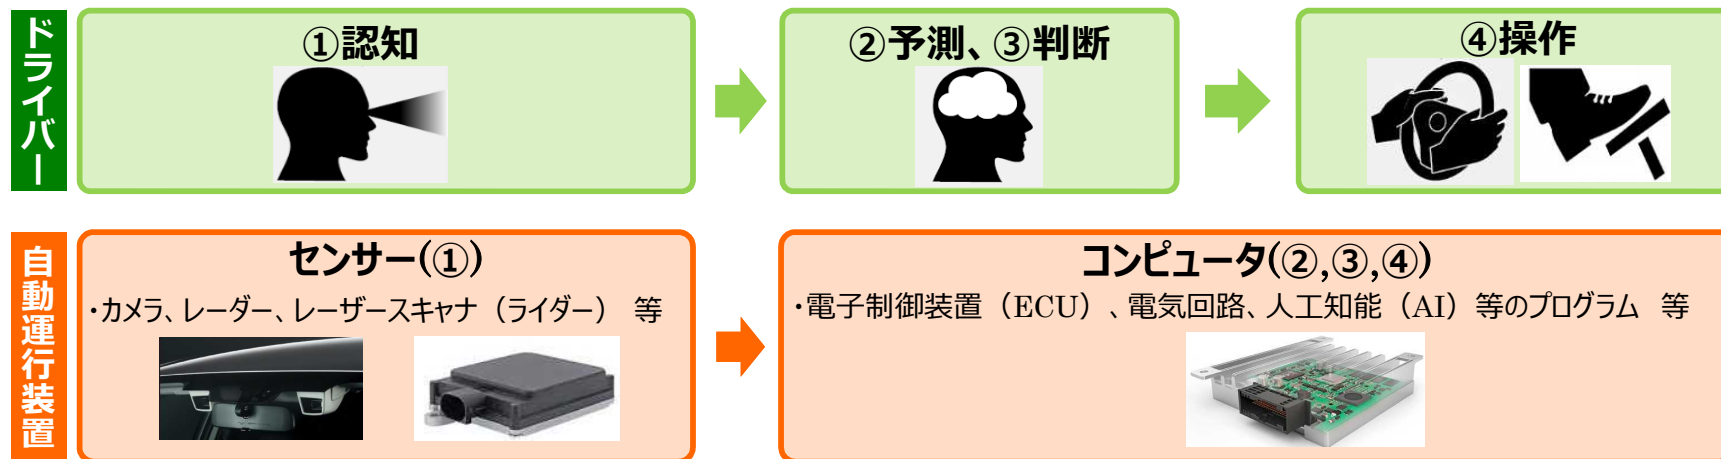 ドライバー
①認知
②予測、③判断
④操作
自動運行装置
センサー(①)
・カメラ、レーダー、レーザースキャナ（ライダー） 等
コンピュータ(②,③,④)
・電子制御装置（ECU）、電気回路、人工知能（AI）等のプログラム 等